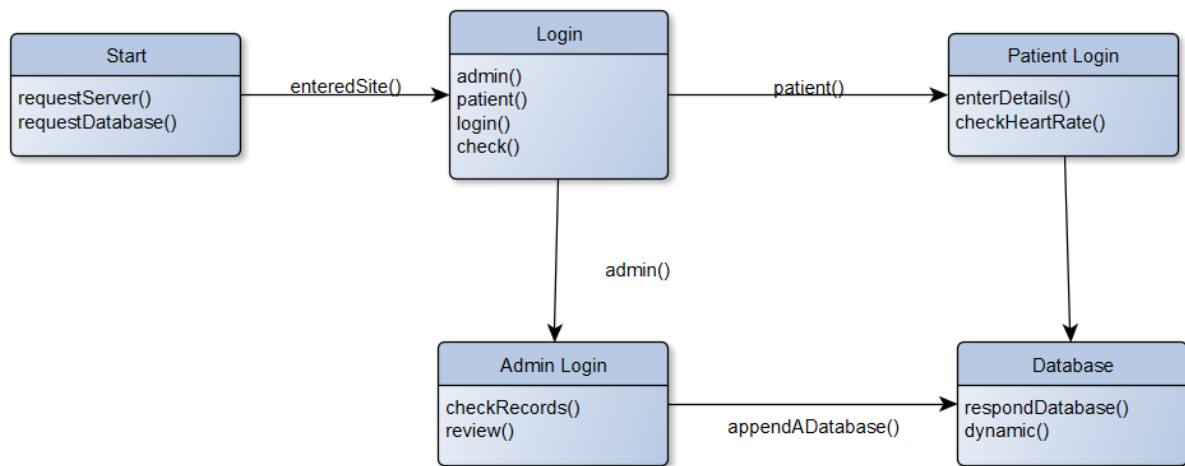 Start
requestServer()
requestDatabase()
enteredSite()
Login
admin()
patient()
login()
check()
patient()
Patient Login
enterDetails()
checkHeartRate()
admin()
Admin Login
checkRecords()
review()
appendADatabase()
Database
respondDatabase()
dynamic()